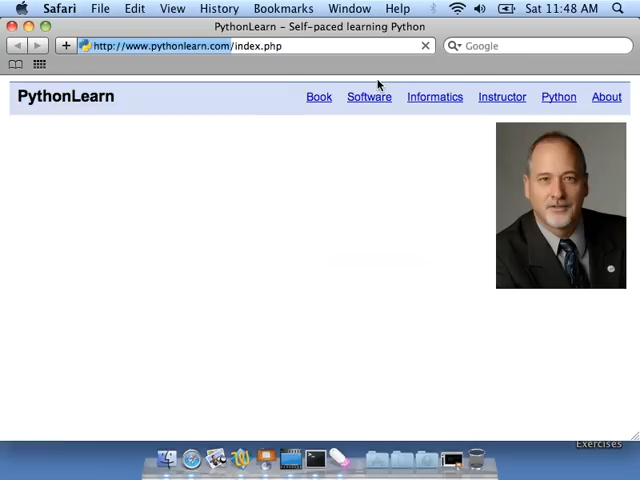 Safari File Edit View History Bookmarks Window Help Sat 11:48 AM
PythonLearn - Self-paced learning Python
http://www.pythonlearn.com/index.php Google
PythonLearn Book Software Informatics Instructor Python About
Exercises